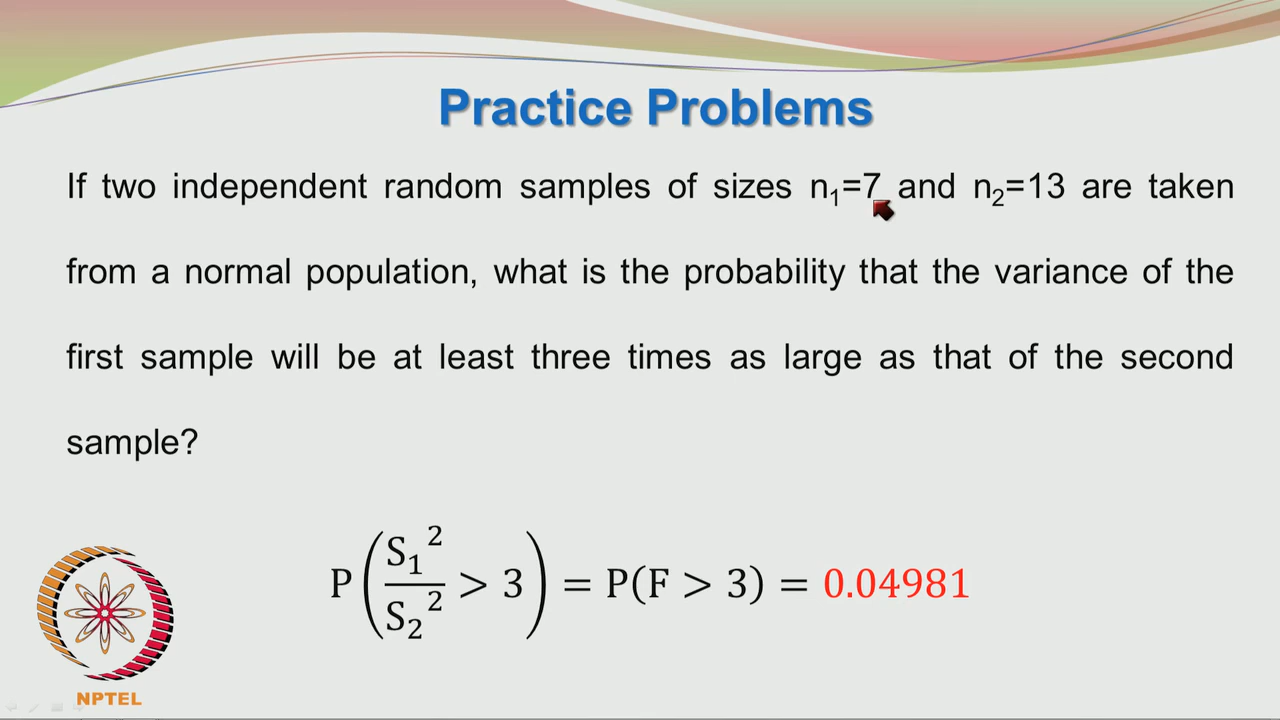 Practice Problems
If two independent random samples of sizes n₁=7 and n₂=13 are taken
from a normal population, what is the probability that the variance of the
first sample will be at least three times as large as that of the second
sample?
P(S₁²/S₂² > 3) = P(F > 3) = 0.04981
NPTEL